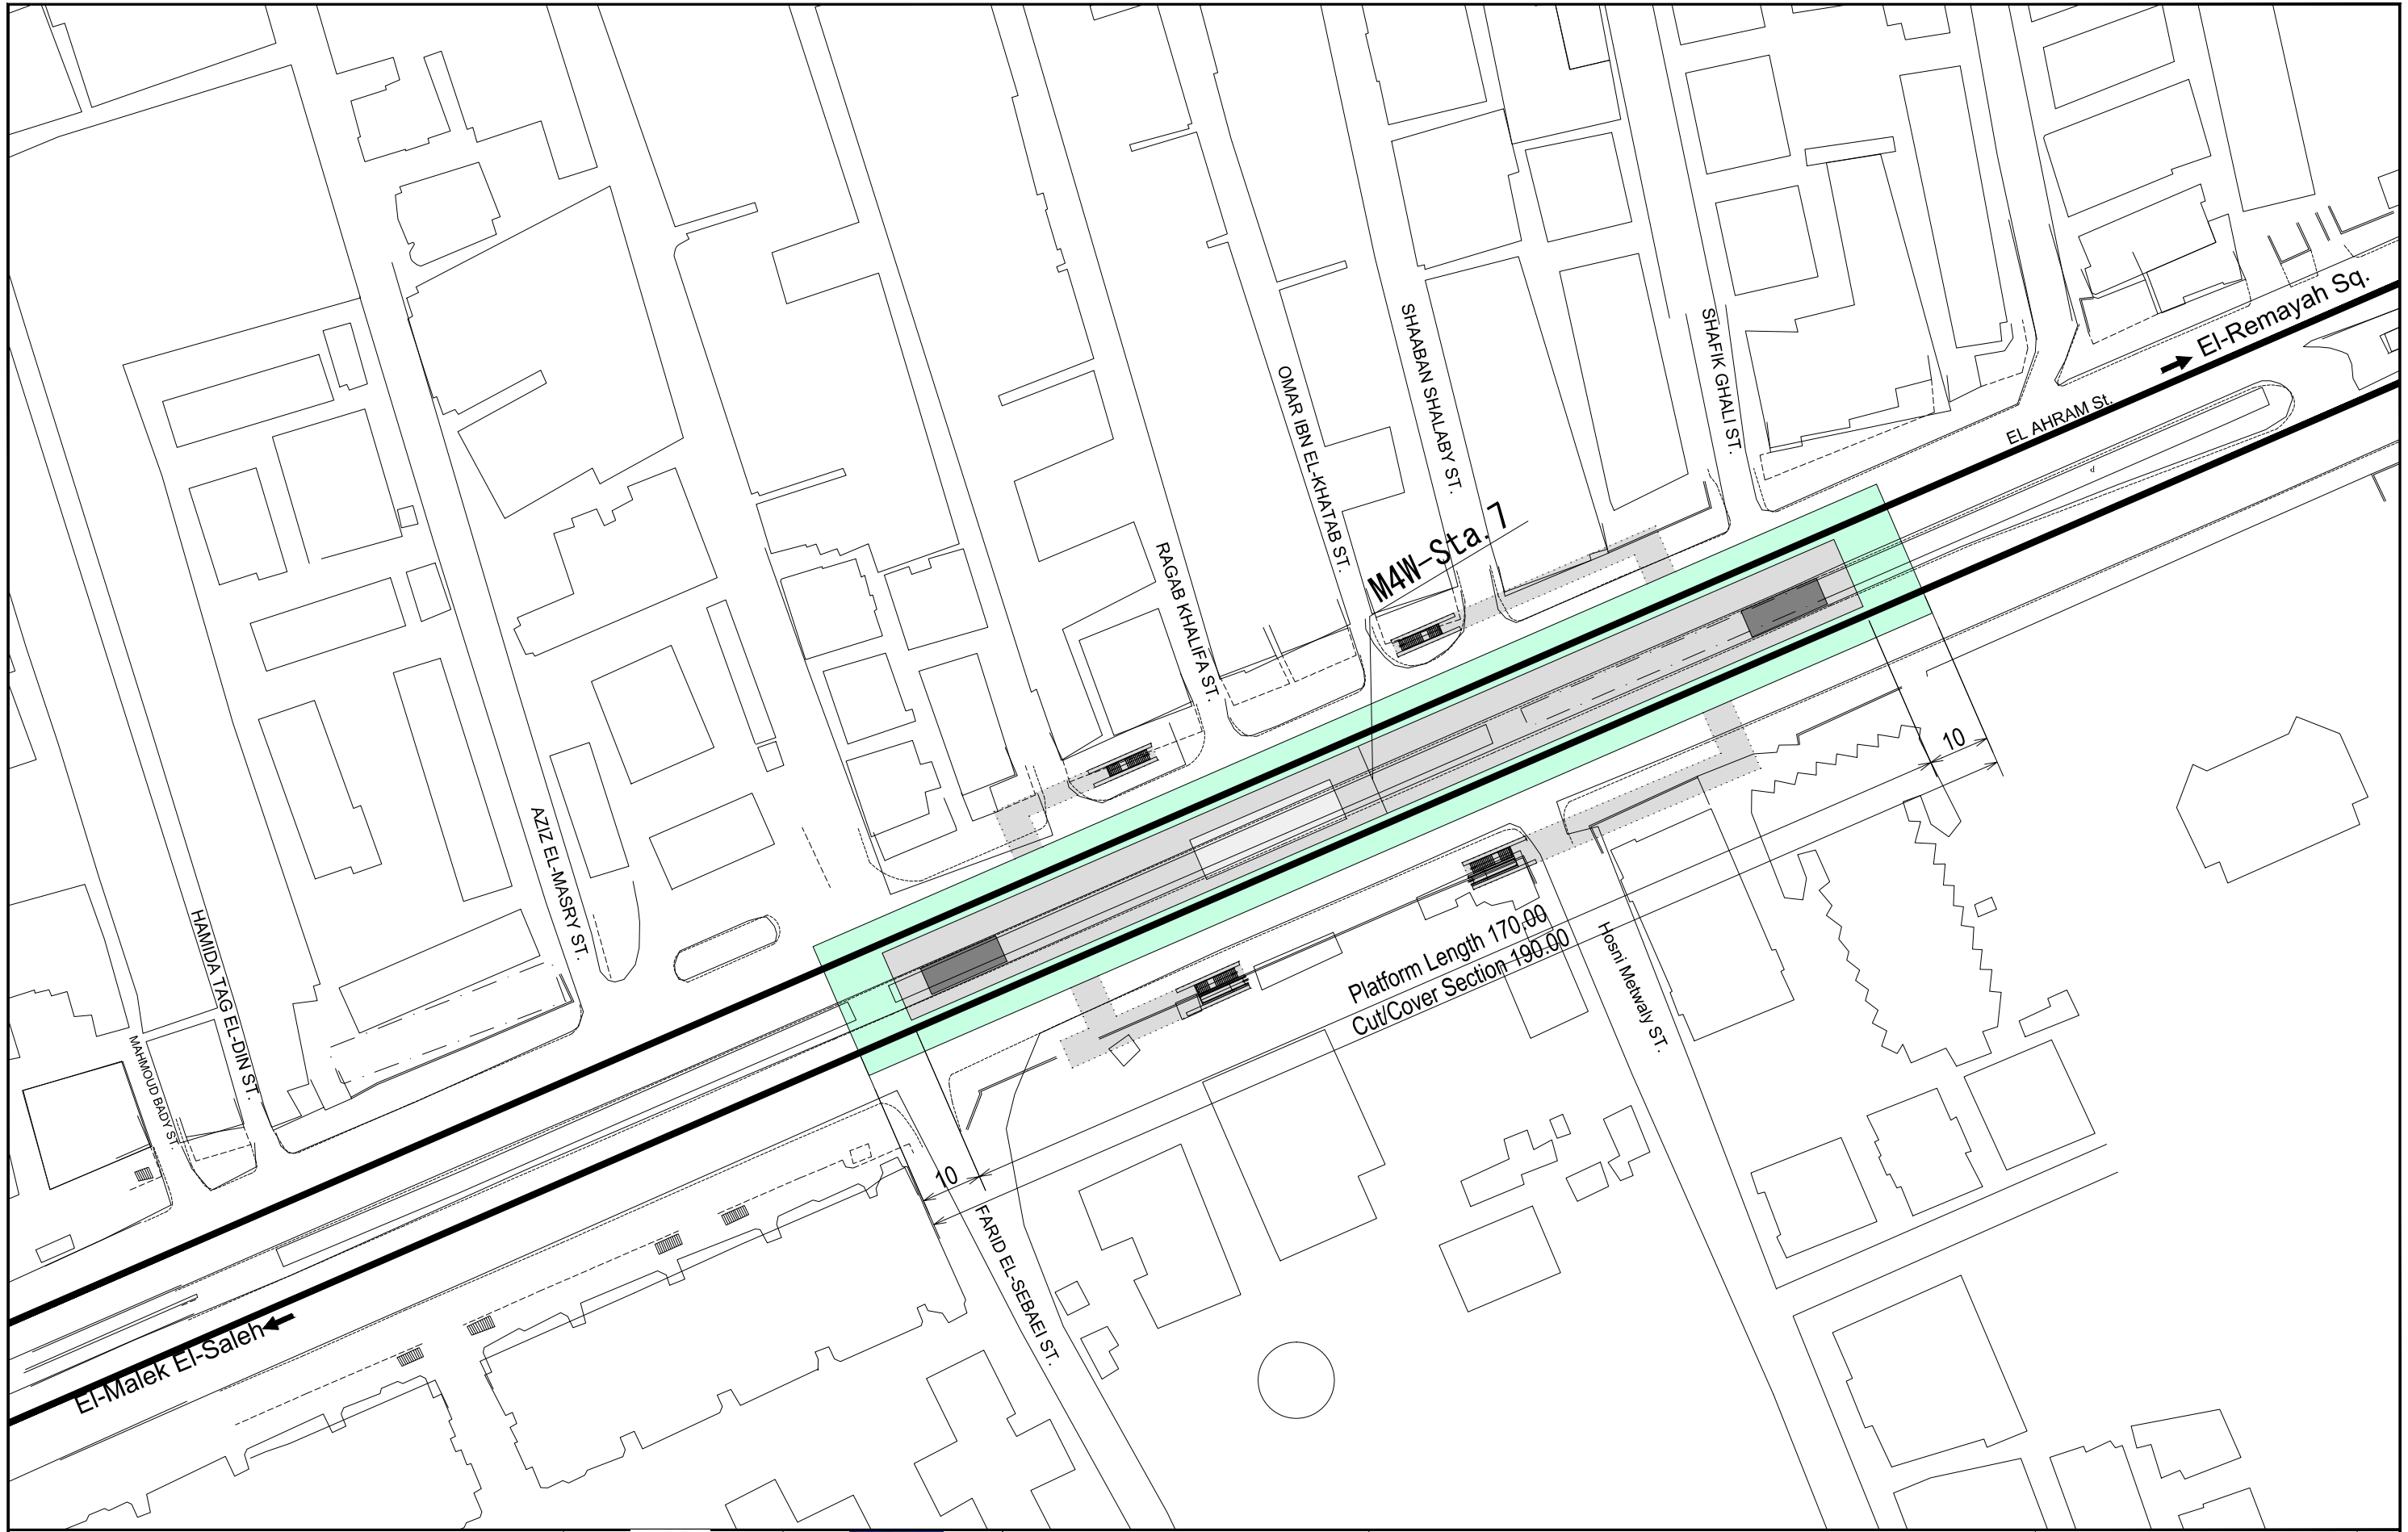 El-Remayah Sq.
EL AHRAM St.
SHAFIK GHALI ST.
SHAABAN SHALABY ST.
OMAR IBN EL-KHATAB ST.
M4W-Sta.7
RAGAB KHALIFA ST.
10
AZIZ EL-MASRY ST.
HAMIDA TAG EL-DIN ST.
MAHMOUD BADY ST.
Platform Length 170.00
Cut/Cover Section 190.00
Hosni Metwaly ST.
10
FARID EL-SEBAEI ST.
El-Malek El-Saleh